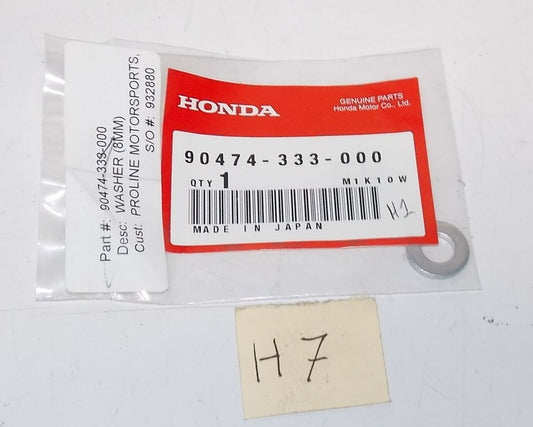 Part #: 90474-333-000
Desc: WASHER (8MM)
Cust: PROLINE MOTORSPORTS,
S/O #: 932880
HONDA
GENUINE PARTS
Honda Motor Co., Ltd.
90474-333-000
QTY 1 M1K10W
H1
MADE IN JAPAN
H7